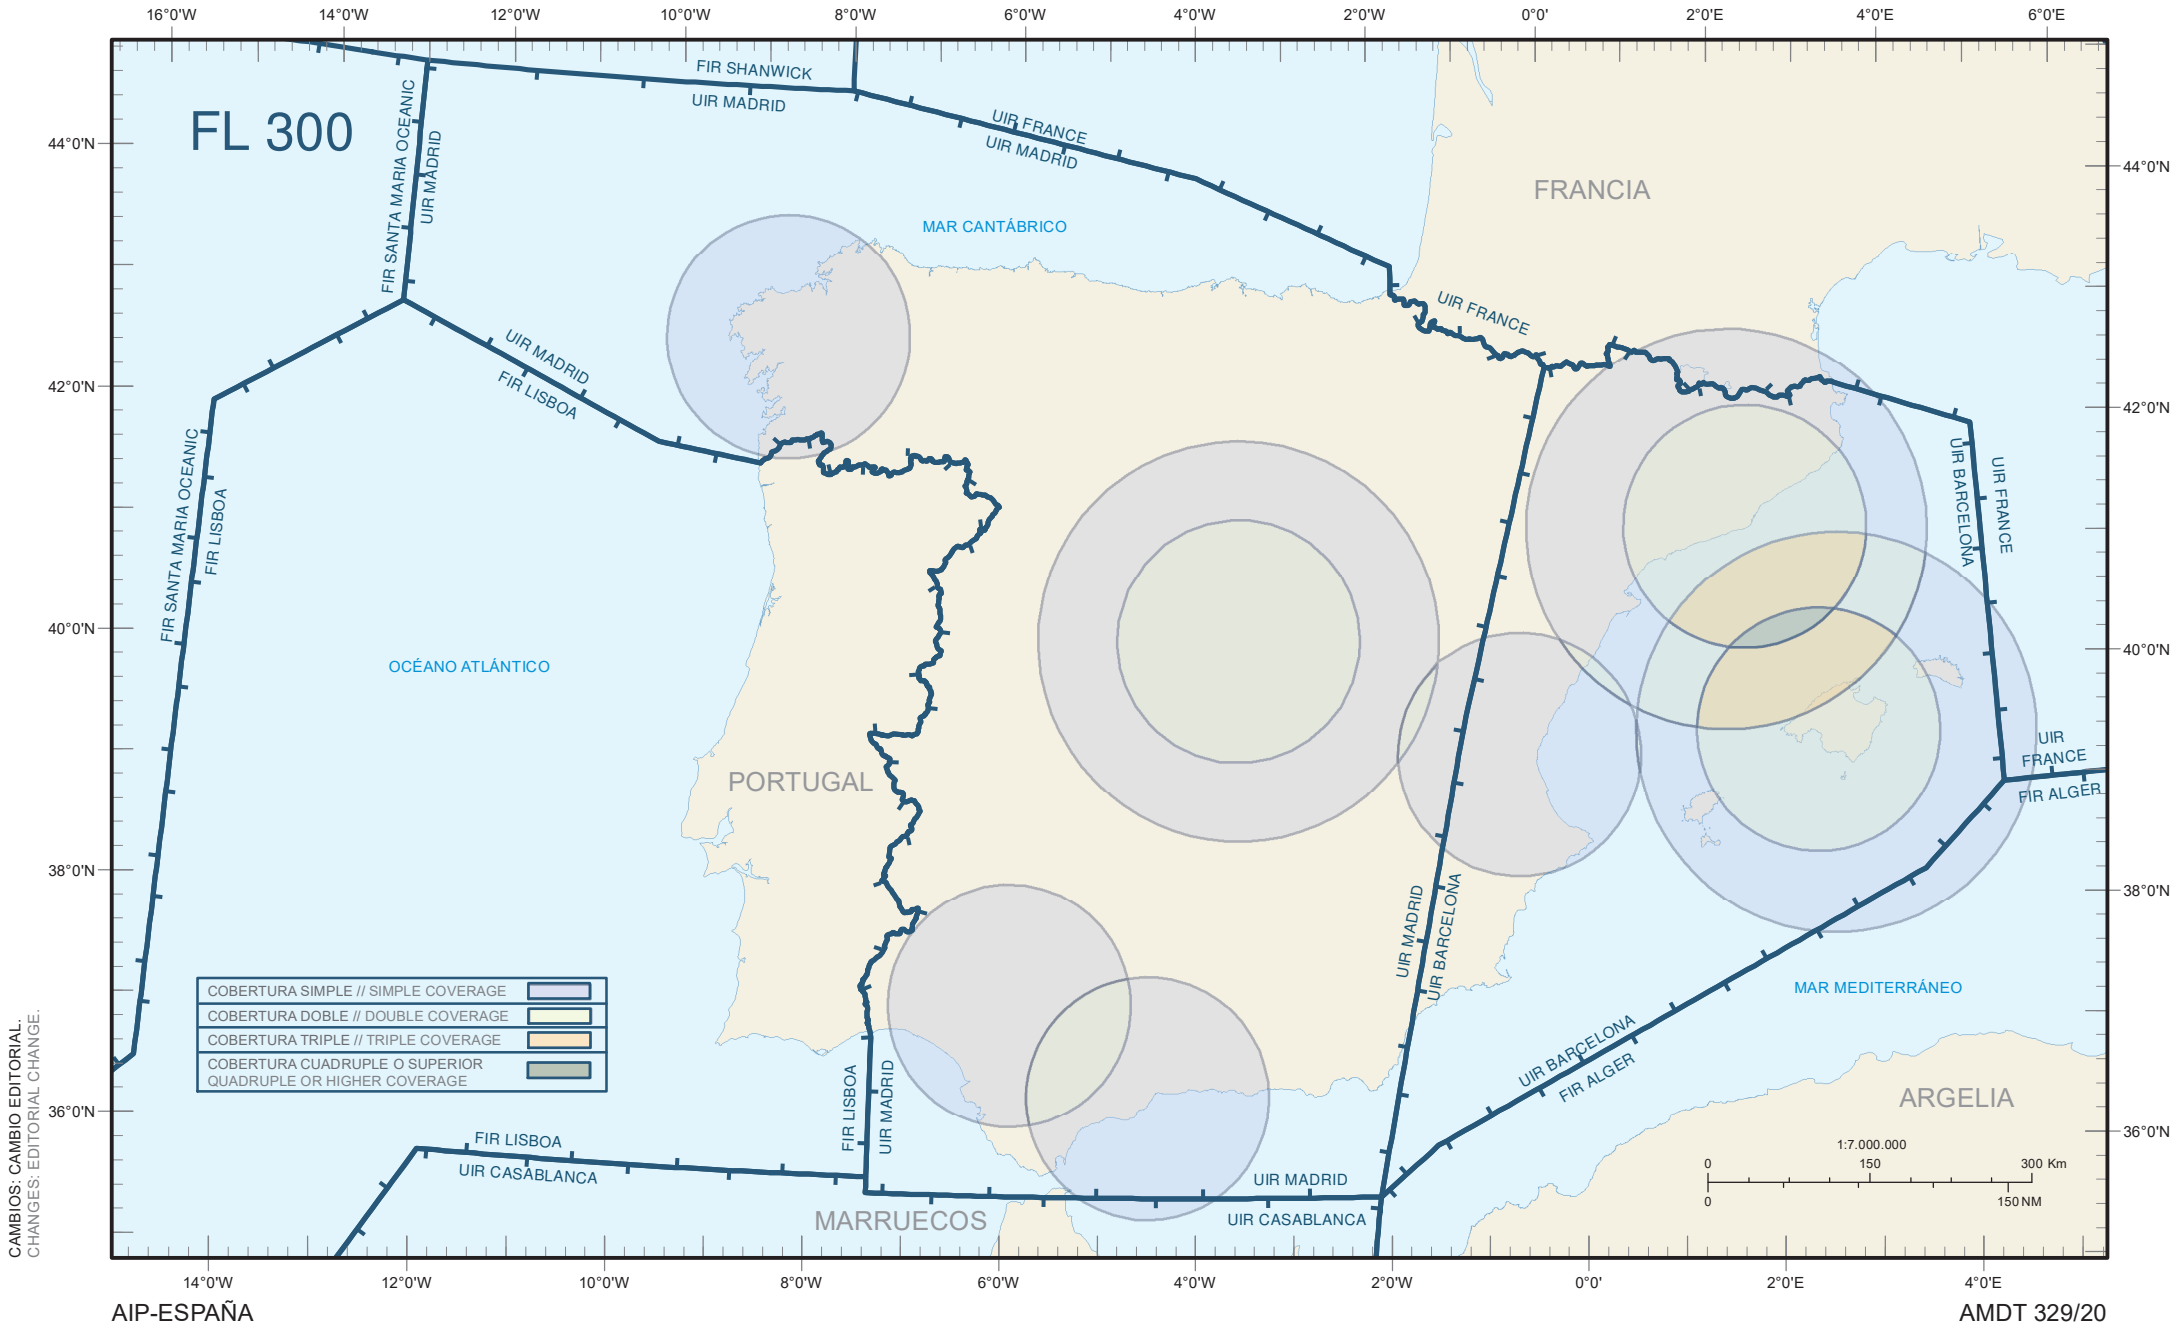 16°0'W 14°0'W 12°0'W 10°0'W 8°0'W 6°0'W 4°0'W 2°0'W 0°0' 2°0'E 4°0'E 6°0'E
FIR SHANWICK
UIR MADRID
FL 300
FIR SANTA MARIA OCEANIC
UIR MADRID
UIR FRANCE
UIR MADRID
44°0'N
44°0'N
FRANCIA
MAR CANTÁBRICO
UIR FRANCE
UIR MADRID
FIR LISBOA
42°0'N
42°0'N
FIR SANTA MARIA OCEANIC
FIR LISBOA
UIR BARCELONA
UIR FRANCE
40°0'N
40°0'N
OCÉANO ATLÁNTICO
PORTUGAL
UIR
FRANCE
FIR ALGER
38°0'N
38°0'N
UIR MADRID
UIR BARCELONA
MAR MEDITERRÁNEO
COBERTURA SIMPLE // SIMPLE COVERAGE
COBERTURA DOBLE // DOUBLE COVERAGE
COBERTURA TRIPLE // TRIPLE COVERAGE
COBERTURA CUADRUPLE O SUPERIOR
QUADRUPLE OR HIGHER COVERAGE
CAMBIOS: CAMBIO EDITORIAL.
CHANGES: EDITORIAL CHANGE.
FIR LISBOA
UIR MADRID
UIR BARCELONA
FIR ALGER
ARGELIA
36°0'N
36°0'N
FIR LISBOA
UIR CASABLANCA
1:7.000.000
0 150 300 Km
0 150 NM
UIR MADRID
UIR CASABLANCA
MARRUECOS
14°0'W 12°0'W 10°0'W 8°0'W 6°0'W 4°0'W 2°0'W 0°0' 2°0'E 4°0'E
AIP-ESPAÑA
AMDT 329/20